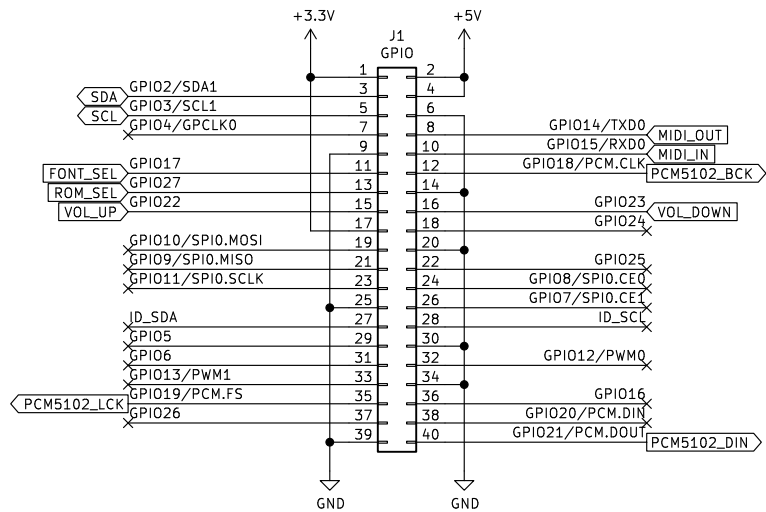 +3.3V +5V
J1
GPIO
1 2
GPIO2/SDA1
SDA 3 4
GPIO3/SCL1
SCL 5 6
GPIO4/GPCLK0 7 8 GPIO14/TXD0 MIDI_OUT
9 10 GPIO15/RXD0 MIDI_IN
FONT_SEL GPIO17 11 12 GPIO18/PCM.CLK PCM5102_BCK
ROM_SEL GPIO27 13 14
VOL_UP GPIO22 15 16 GPIO23 VOL_DOWN
17 18 GPIO24
GPIO10/SPI0.MOSI 19 20
GPIO9/SPI0.MISO 21 22 GPIO25
GPIO11/SPI0.SCLK 23 24 GPIO8/SPI0.CE0
25 26 GPIO7/SPI0.CE1
ID_SDA 27 28 ID_SCL
GPIO5 29 30
GPIO6 31 32 GPIO12/PWM0
GPIO13/PWM1 33 34
PCM5102_LCK GPIO19/PCM.FS 35 36 GPIO16
GPIO26 37 38 GPIO20/PCM.DIN
39 40 GPIO21/PCM.DOUT PCM5102_DIN
GND GND